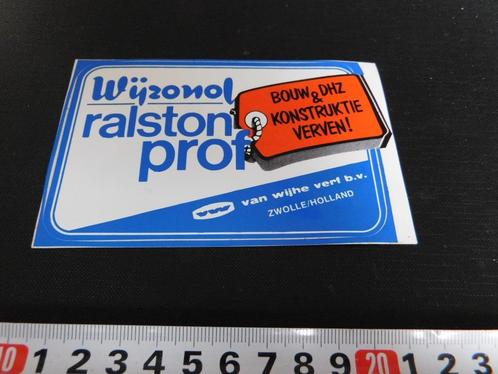 Wijzonol
ralston
prof
BOUW & DHZ
KONSTRUKTIE
VERVEN!
van wijhe verf b.v.
ZWOLLE/HOLLAND
10 1 2 3 4 5 6 7 8 9 20 1 2 3